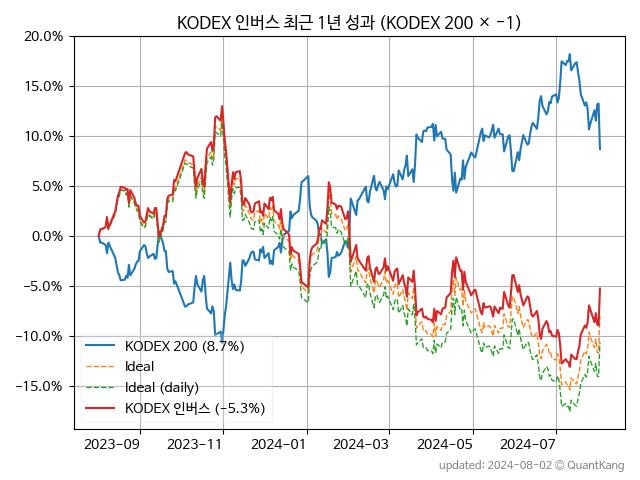 KODEX 인버스 최근 1년 성과 (KODEX 200 × −1)
20.0%
15.0%
10.0%
5.0%
0.0%
−5.0%
−10.0%
−15.0%
KODEX 200 (8.7%)
Ideal
Ideal (daily)
KODEX 인버스 (−5.3%)
2023-09 2023-11 2024-01 2024-03 2024-05 2024-07
updated: 2024-08-02 © QuantKang